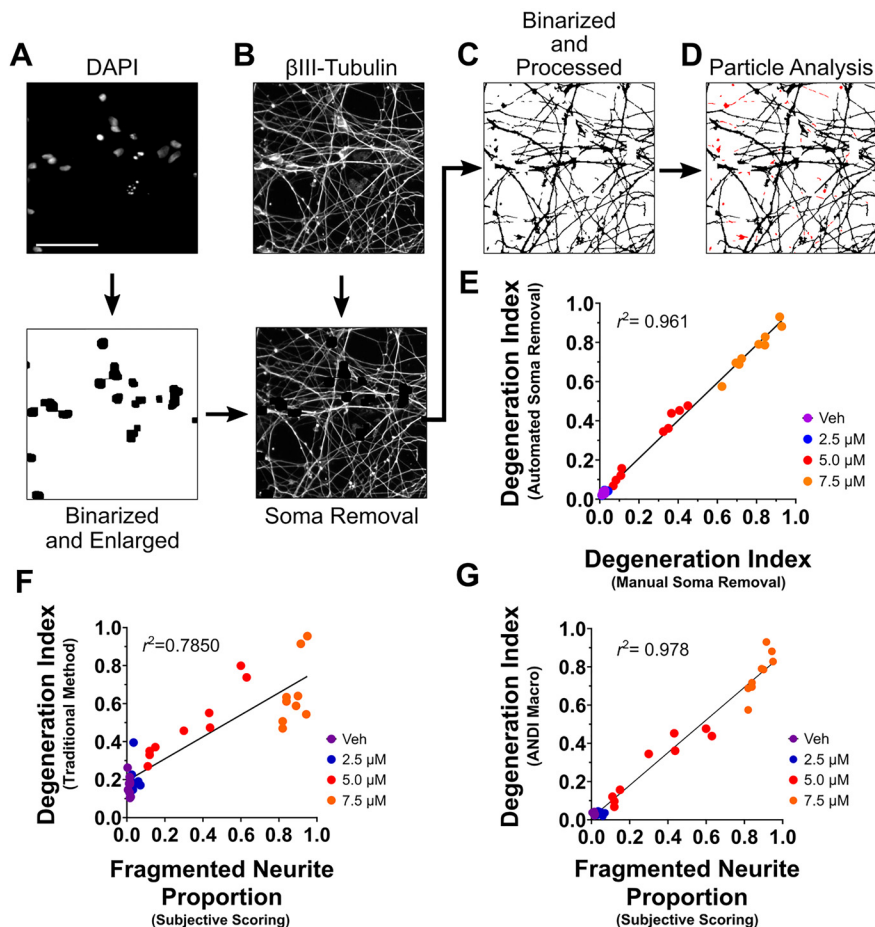 A
DAPI
B
βIII-Tubulin
C
Binarized
and
Processed
D
Particle Analysis
Binarized
and Enlarged
Soma Removal
E
Degeneration Index
(Automated Soma Removal)
r²= 0.961
1.0
0.8
0.6
0.4
0.2
0.0
0.0 0.2 0.4 0.6 0.8 1.0
Veh
2.5 µM
5.0 µM
7.5 µM
Degeneration Index
(Manual Soma Removal)
F
Degeneration Index
(Traditional Method)
r²=0.7850
1.0
0.8
0.6
0.4
0.2
0.0
0.0 0.2 0.4 0.6 0.8 1.0
Veh
2.5 µM
5.0 µM
7.5 µM
Fragmented Neurite
Proportion
(Subjective Scoring)
G
Degeneration Index
(ANDI Macro)
r²= 0.978
1.0
0.8
0.6
0.4
0.2
0.0
0.0 0.2 0.4 0.6 0.8 1.0
Veh
2.5 µM
5.0 µM
7.5 µM
Fragmented Neurite
Proportion
(Subjective Scoring)